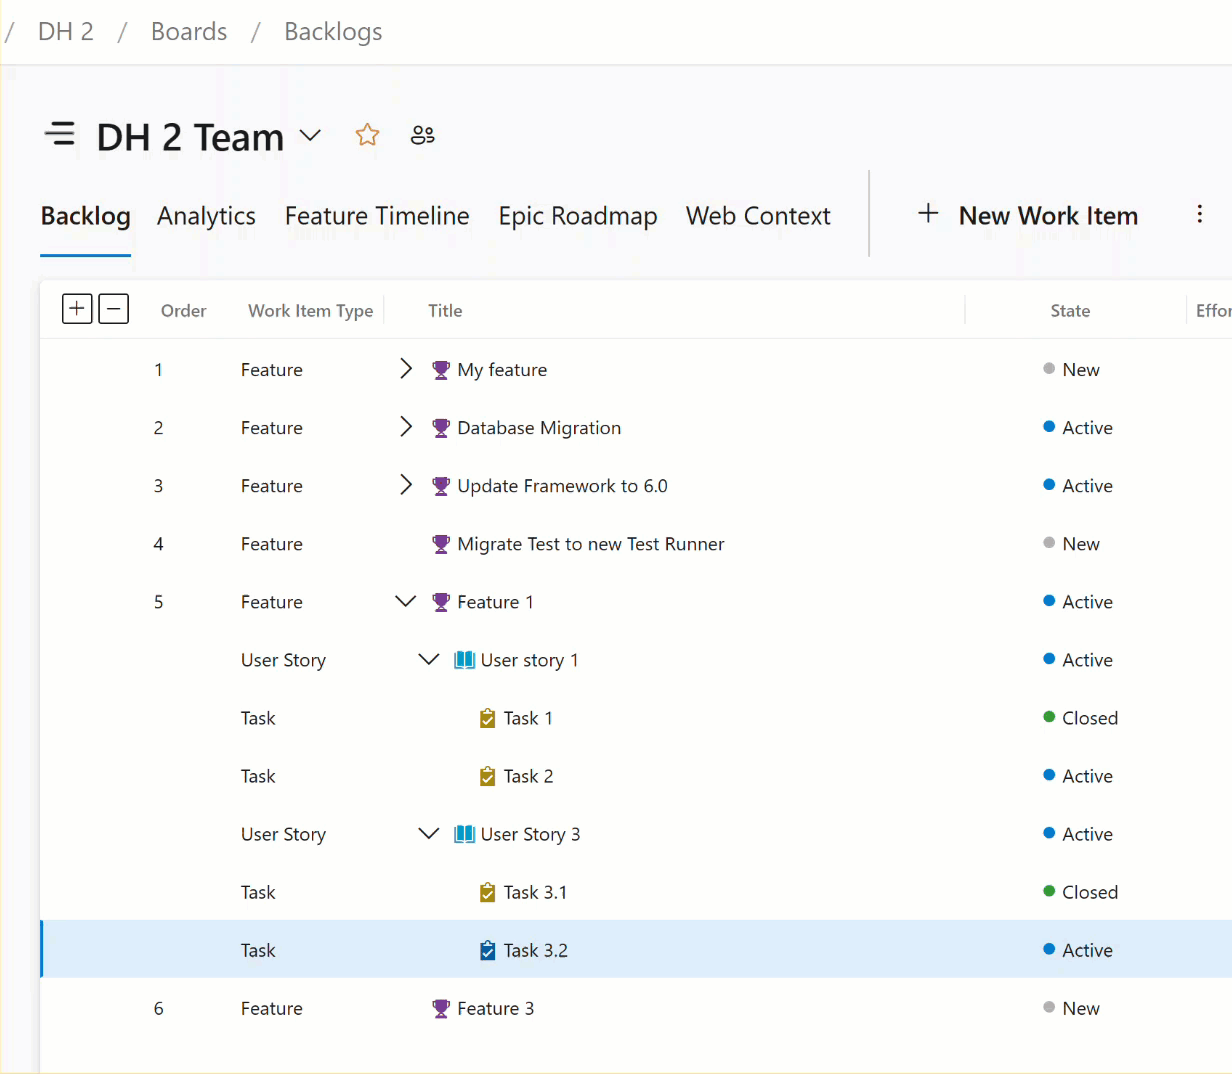 / DH 2 / Boards / Backlogs
DH 2 Team
Backlog Analytics Feature Timeline Epic Roadmap Web Context + New Work Item
Order Work Item Type Title State Effor
1 Feature My feature New
2 Feature Database Migration Active
3 Feature Update Framework to 6.0 Active
4 Feature Migrate Test to new Test Runner New
5 Feature Feature 1 Active
User Story User story 1 Active
Task Task 1 Closed
Task Task 2 Active
User Story User Story 3 Active
Task Task 3.1 Closed
Task Task 3.2 Active
6 Feature Feature 3 New